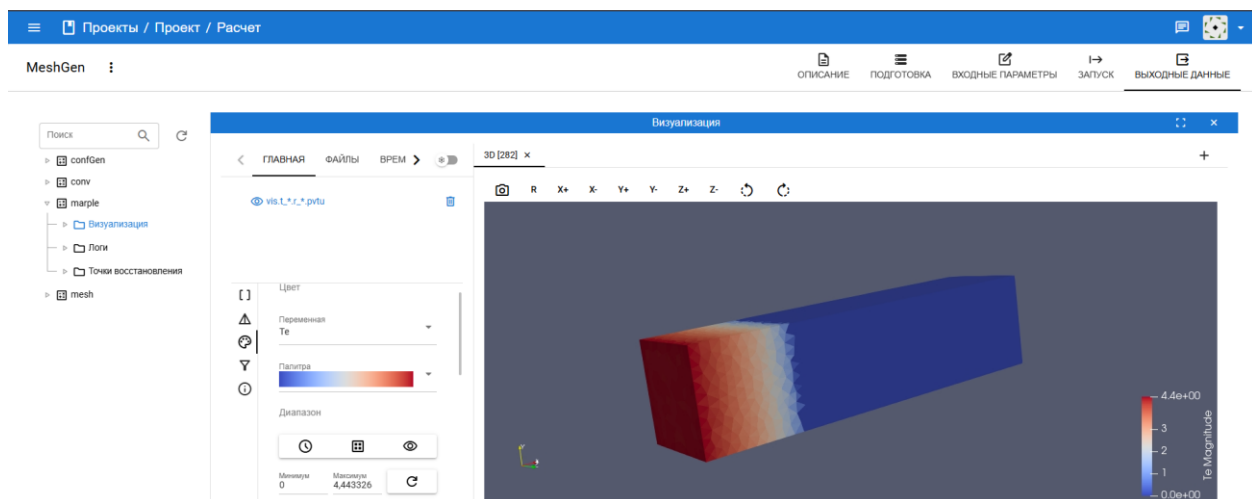 Проекты / Проект / Расчет
MeshGen
ОПИСАНИЕ
ПОДГОТОВКА
ВХОДНЫЕ ПАРАМЕТРЫ
ЗАПУСК
ВЫХОДНЫЕ ДАННЫЕ
Поиск
confGen
conv
marple
Визуализация
Логи
Точки восстановления
mesh
Визуализация
ГЛАВНАЯ ФАЙЛЫ ВРЕМ
vis.t_*.r_*.pvtu
Цвет
Переменная
Te
Палитра
Диапазон
Минимум Максимум
0 4,443326
3D [282] ×
R X+ X- Y+ Y- Z+ Z-
4.4e+00
3
2
1
0.0e+00
Te Magnitude